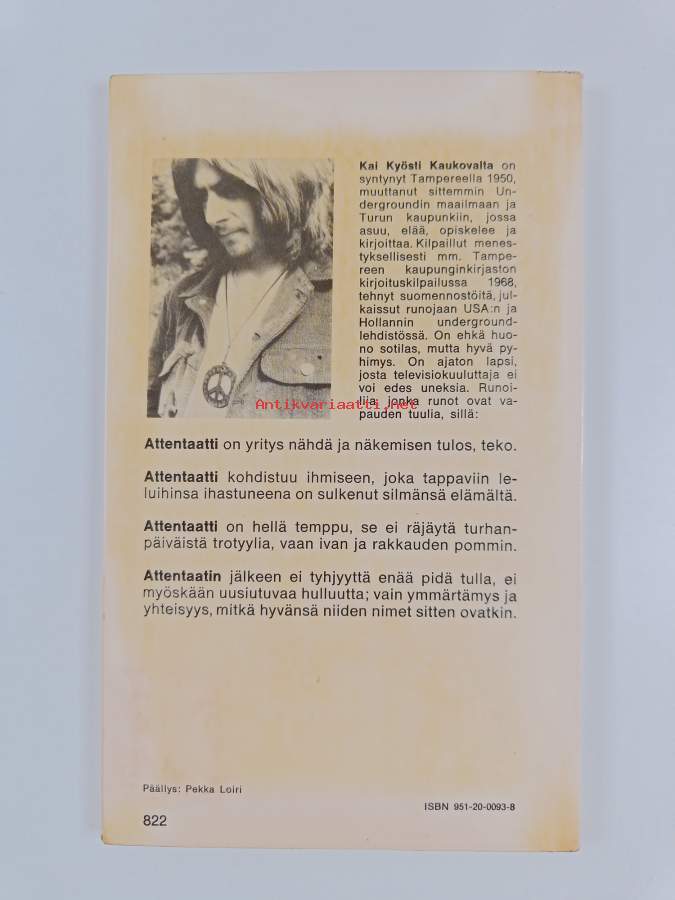 Kai Kyösti Kaukovalta on
syntynyt Tampereella 1950,
muuttanut sittemmin Un-
dergroundin maailmaan ja
Turun kaupunkiin, jossa
asuu, elää, opiskelee ja
kirjoittaa. Kilpaillut menes-
tyksellisesti mm. Tampe-
reen kaupunginkirjaston
kirjoituskilpailussa 1968,
tehnyt suomennostöitä, jul-
kaissut runojaan USA:n ja
Hollannin underground-
lehdistössä. On ehkä huo-
no sotilas, mutta hyvä py-
himys. On ajaton lapsi,
josta televisiokuuluttaja ei
voi edes uneksia. Runoi-
lija, jonka runot ovat va-
pauden tuulia, sillä:
Antikvariaatti.net
Attentaatti on yritys nähdä ja näkemisen tulos, teko.
Attentaatti kohdistuu ihmiseen, joka tappaviin le-
luihinsa ihastuneena on sulkenut silmänsä elämältä.
Attentaatti on hellä temppu, se ei räjäytä turhan-
päiväistä trotyylia, vaan ivan ja rakkauden pommin.
Attentaatin jälkeen ei tyhjyyttä enää pidä tulla, ei
myöskään uusiutuvaa hulluutta; vain ymmärtämys ja
yhteisyys, mitkä hyvänsä niiden nimet sitten ovatkin.
Päällys: Pekka Loiri
ISBN 951-20-0093-8
822